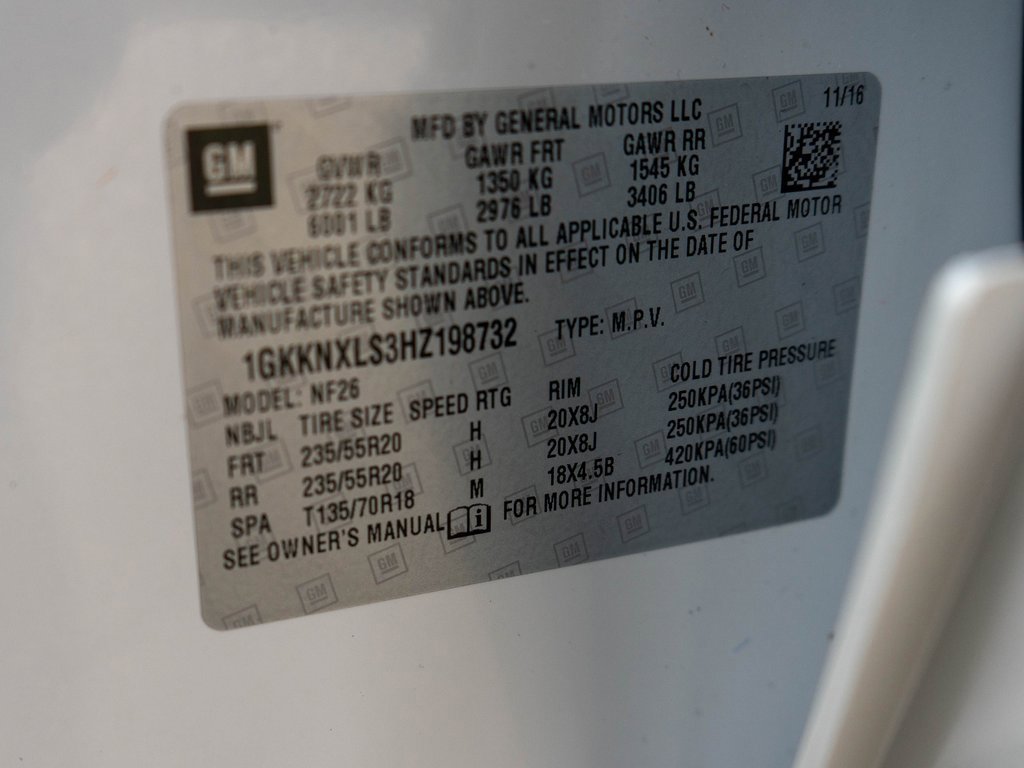 11/16
GM MFD BY GENERAL MOTORS LLC
GVWR GAWR FRT GAWR RR
2722 KG 1350 KG 1545 KG
6001 LB 2976 LB 3406 LB
THIS VEHICLE CONFORMS TO ALL APPLICABLE U.S. FEDERAL MOTOR
VEHICLE SAFETY STANDARDS IN EFFECT ON THE DATE OF
MANUFACTURE SHOWN ABOVE.
1GKKNXLS3HZ198732 TYPE: M.P.V.
MODEL: NF26
NBJL TIRE SIZE SPEED RTG RIM COLD TIRE PRESSURE
FRT 235/55R20 H 20X8J 250KPA(36PSI)
RR 235/55R20 H 20X8J 250KPA(36PSI)
SPA T135/70R18 M 18X4.5B 420KPA(60PSI)
SEE OWNER'S MANUAL i FOR MORE INFORMATION.